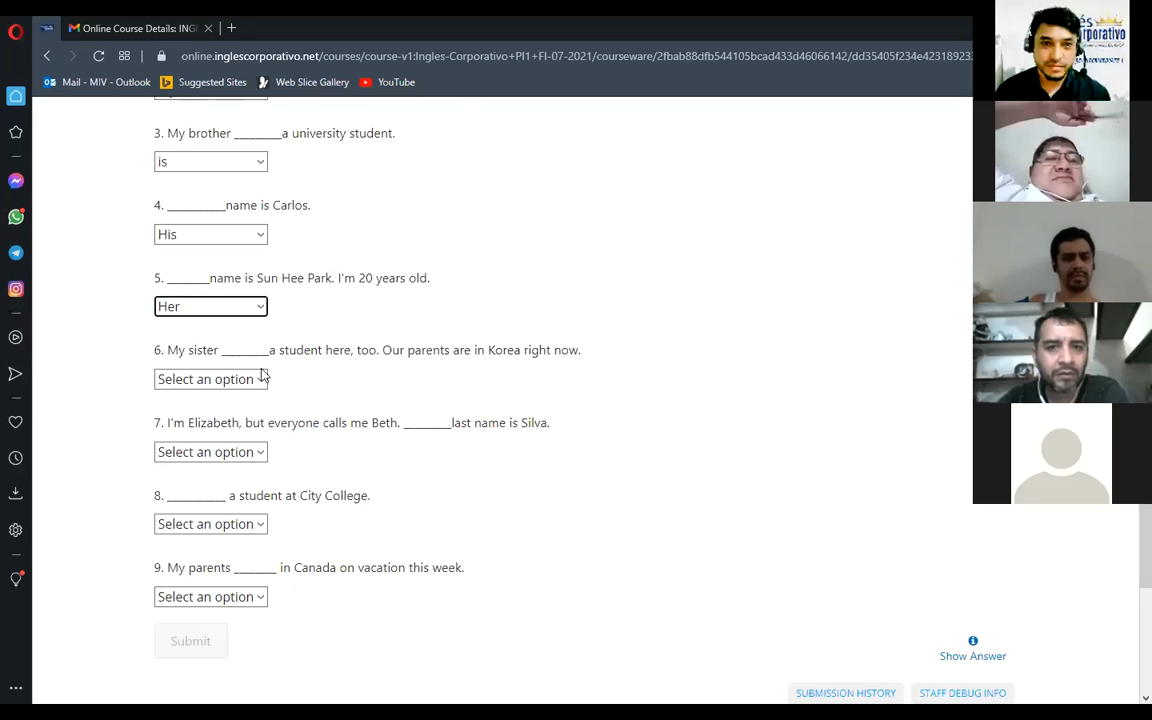 Online Course Details: ING
online.inglescorporativo.net/courses/course-v1:Ingles-Corporativo+PI1+FI-07-2021/courseware/2fbab88dfb544105bcad433d46066142/dd35405f234e4231892
Mail - MIV - Outlook
Suggested Sites
Web Slice Gallery
YouTube
3. My brother ________a university student.
is
4. ___________name is Carlos.
His
5. _______name is Sun Hee Park. I'm 20 years old.
Her
6. My sister ________a student here, too. Our parents are in Korea right now.
Select an option
7. I'm Elizabeth, but everyone calls me Beth. ________last name is Silva.
Select an option
8. __________ a student at City College.
Select an option
9. My parents _______ in Canada on vacation this week.
Select an option
Submit
Show Answer
SUBMISSION HISTORY
STAFF DEBUG INFO